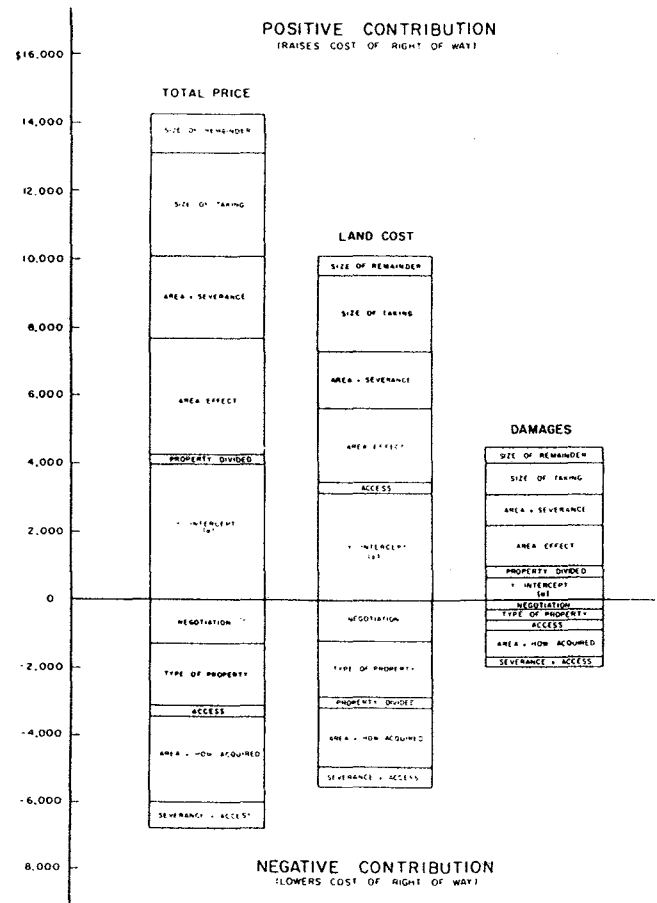 POSITIVE CONTRIBUTION
(RAISES COST OF RIGHT OF WAY)
$16,000
14,000
12,000
10,000
8,000
6,000
4,000
2,000
0
-2,000
-4,000
-6,000
8,000
TOTAL PRICE
SIZE OF REMAINDER
SIZE OF TAKING
AREA × SEVERANCE
AREA EFFECT
PROPERTY DIVIDED
Y INTERCEPT
(a)
NEGOTIATION
TYPE OF PROPERTY
ACCESS
AREA × HOW ACQUIRED
SEVERANCE × ACCESS
LAND COST
SIZE OF REMAINDER
SIZE OF TAKING
AREA × SEVERANCE
AREA EFFECT
ACCESS
Y INTERCEPT
(a)
NEGOTIATION
TYPE OF PROPERTY
PROPERTY DIVIDED
AREA × HOW ACQUIRED
SEVERANCE × ACCESS
DAMAGES
SIZE OF REMAINDER
SIZE OF TAKING
AREA × SEVERANCE
AREA EFFECT
PROPERTY DIVIDED
Y INTERCEPT
(a)
NEGOTIATION
TYPE OF PROPERTY
ACCESS
AREA × HOW ACQUIRED
SEVERANCE × ACCESS
NEGATIVE CONTRIBUTION
(LOWERS COST OF RIGHT OF WAY)